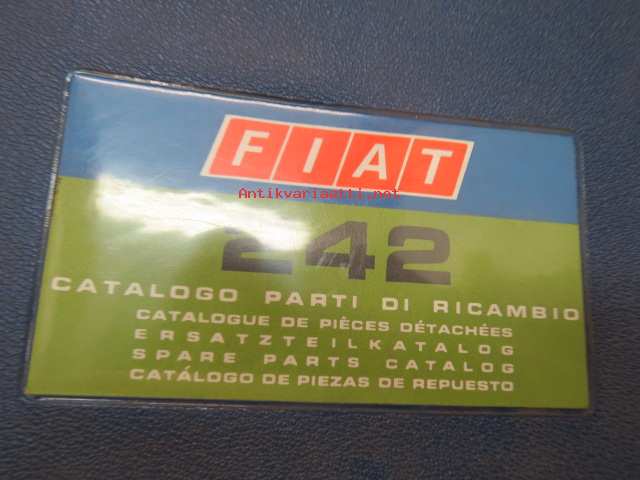 FIAT
Antikvariaatti.net
242
CATALOGO PARTI DI RICAMBIO
CATALOGUE DE PIÈCES DÉTACHÉES
ERSATZTEILKATALOG
SPARE PARTS CATALOG
CATÁLOGO DE PIEZAS DE REPUESTO